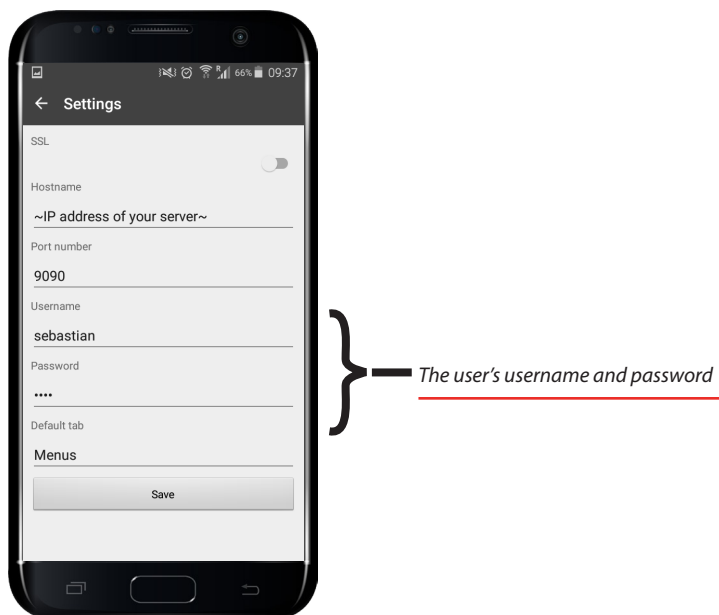 66% 09:37
← Settings
SSL
Hostname
~IP address of your server~
Port number
9090
Username
sebastian
Password
••••
Default tab
Menus
Save
The user's username and password